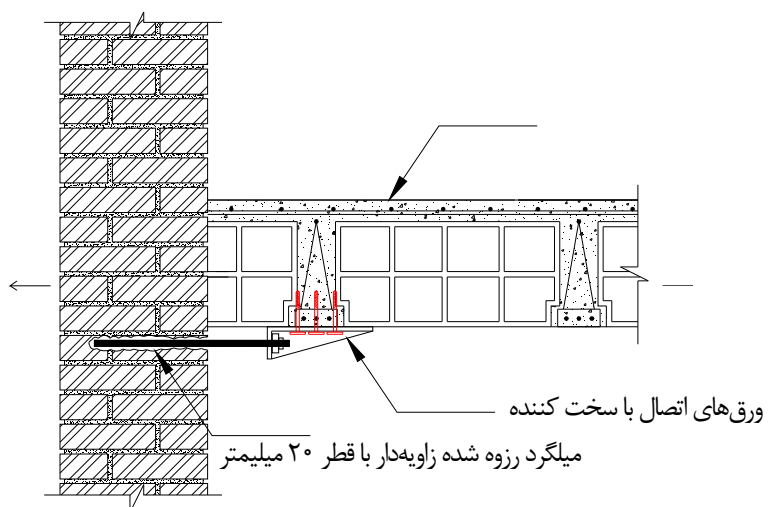 ورق‌های اتصال با سخت کننده
میلگرد رزوه شده زاویه‌دار با قطر ۲۰ میلیمتر